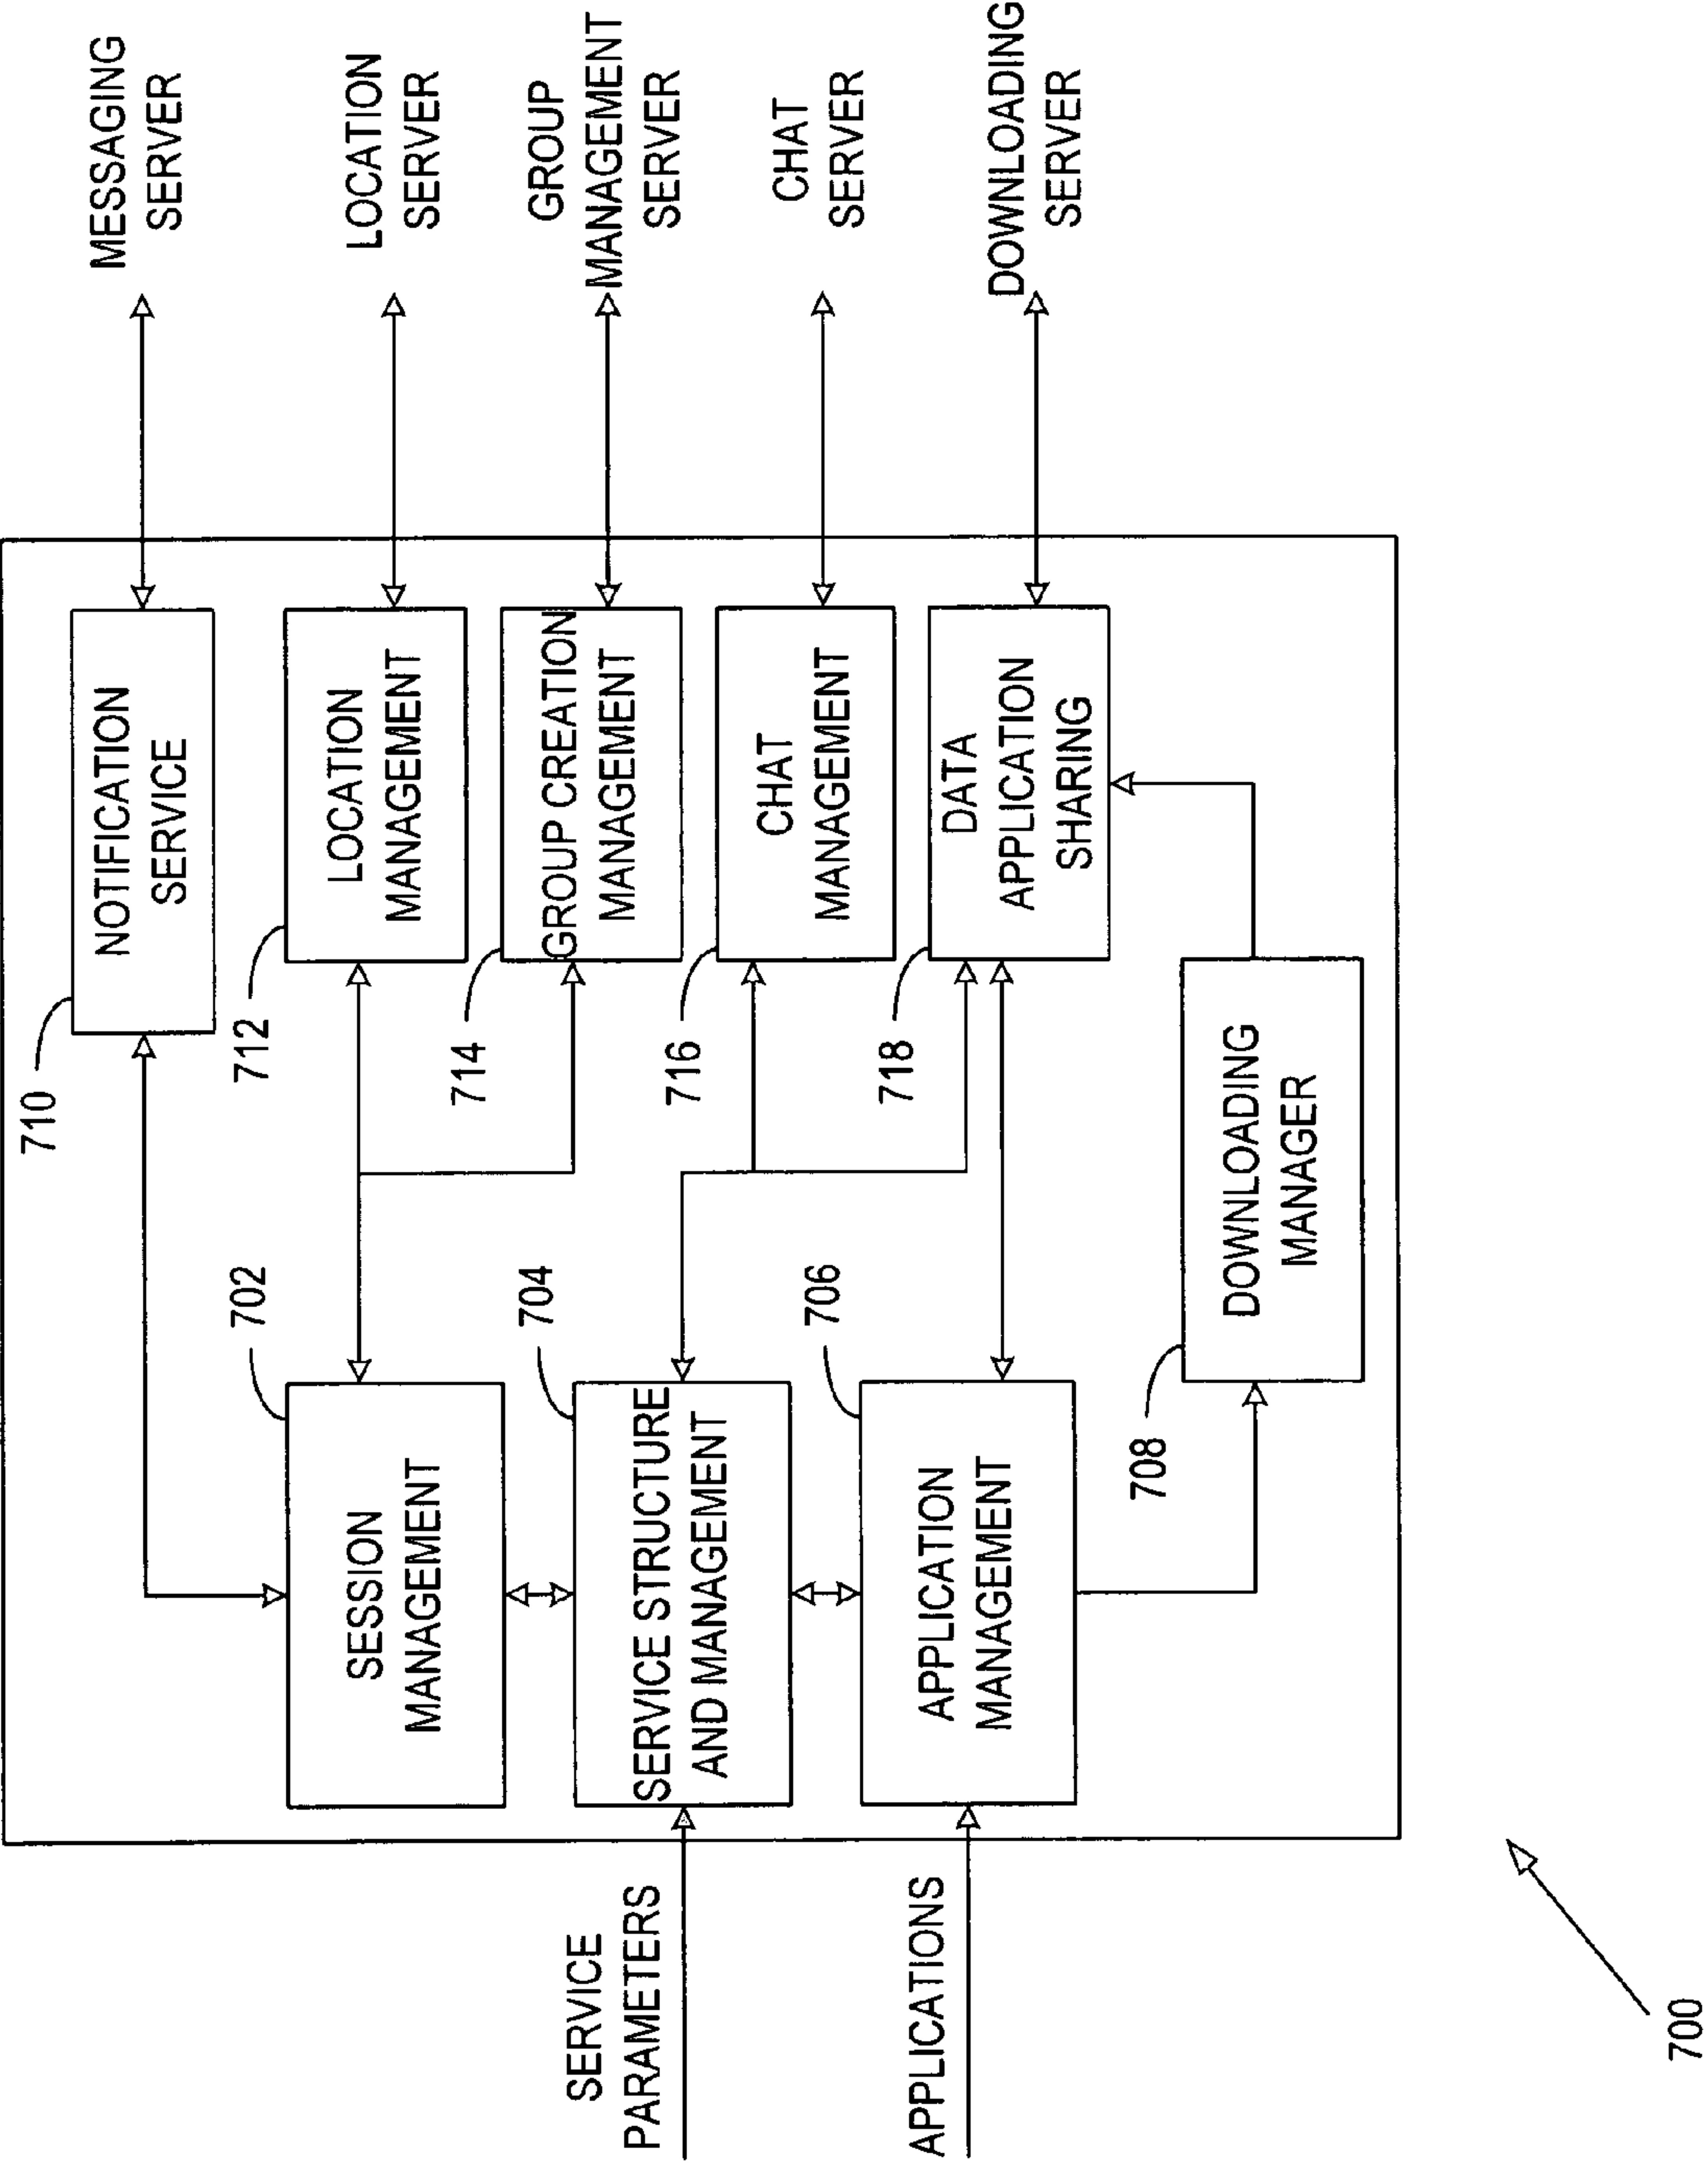 MESSAGING
SERVER
LOCATION
SERVER
GROUP
MANAGEMENT
SERVER
CHAT
SERVER
DOWNLOADING
SERVER
710
NOTIFICATION
SERVICE
712
LOCATION
MANAGEMENT
714
GROUP CREATION
MANAGEMENT
716
CHAT
MANAGEMENT
718
DATA
APPLICATION
SHARING
702
SESSION
MANAGEMENT
704
SERVICE STRUCTURE
AND MANAGEMENT
706
APPLICATION
MANAGEMENT
708
DOWNLOADING
MANAGER
SERVICE
PARAMETERS
APPLICATIONS
700